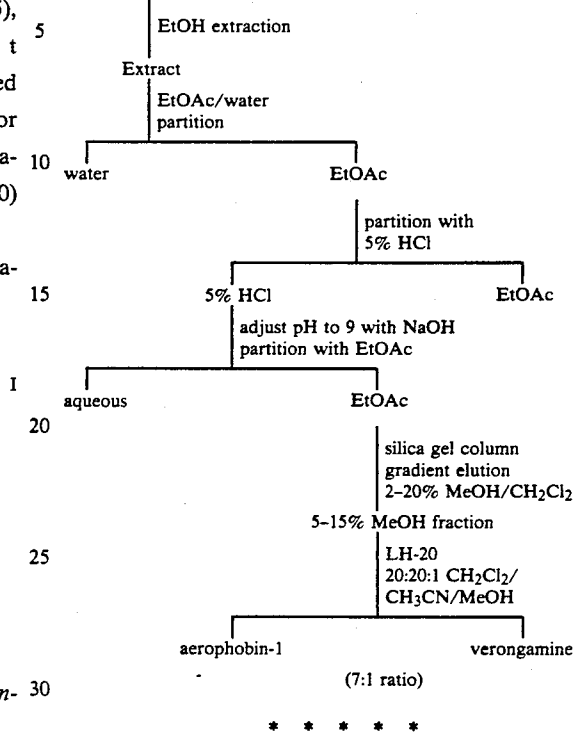 ),
5
EtOH extraction
t
Extract
ed
EtOAc/water
partition
or
a- 10
water EtOAc
0)
partition with
5% HCl
a-
15
5% HCl EtOAc
adjust pH to 9 with NaOH
partition with EtOAc
I
aqueous EtOAc
20
silica gel column
gradient elution
2–20% MeOH/CH₂Cl₂
5–15% MeOH fraction
25
LH-20
20:20:1 CH₂Cl₂/
CH₃CN/MeOH
aerophobin-1 verongamine
(7:1 ratio)
n- 30
* * * * *